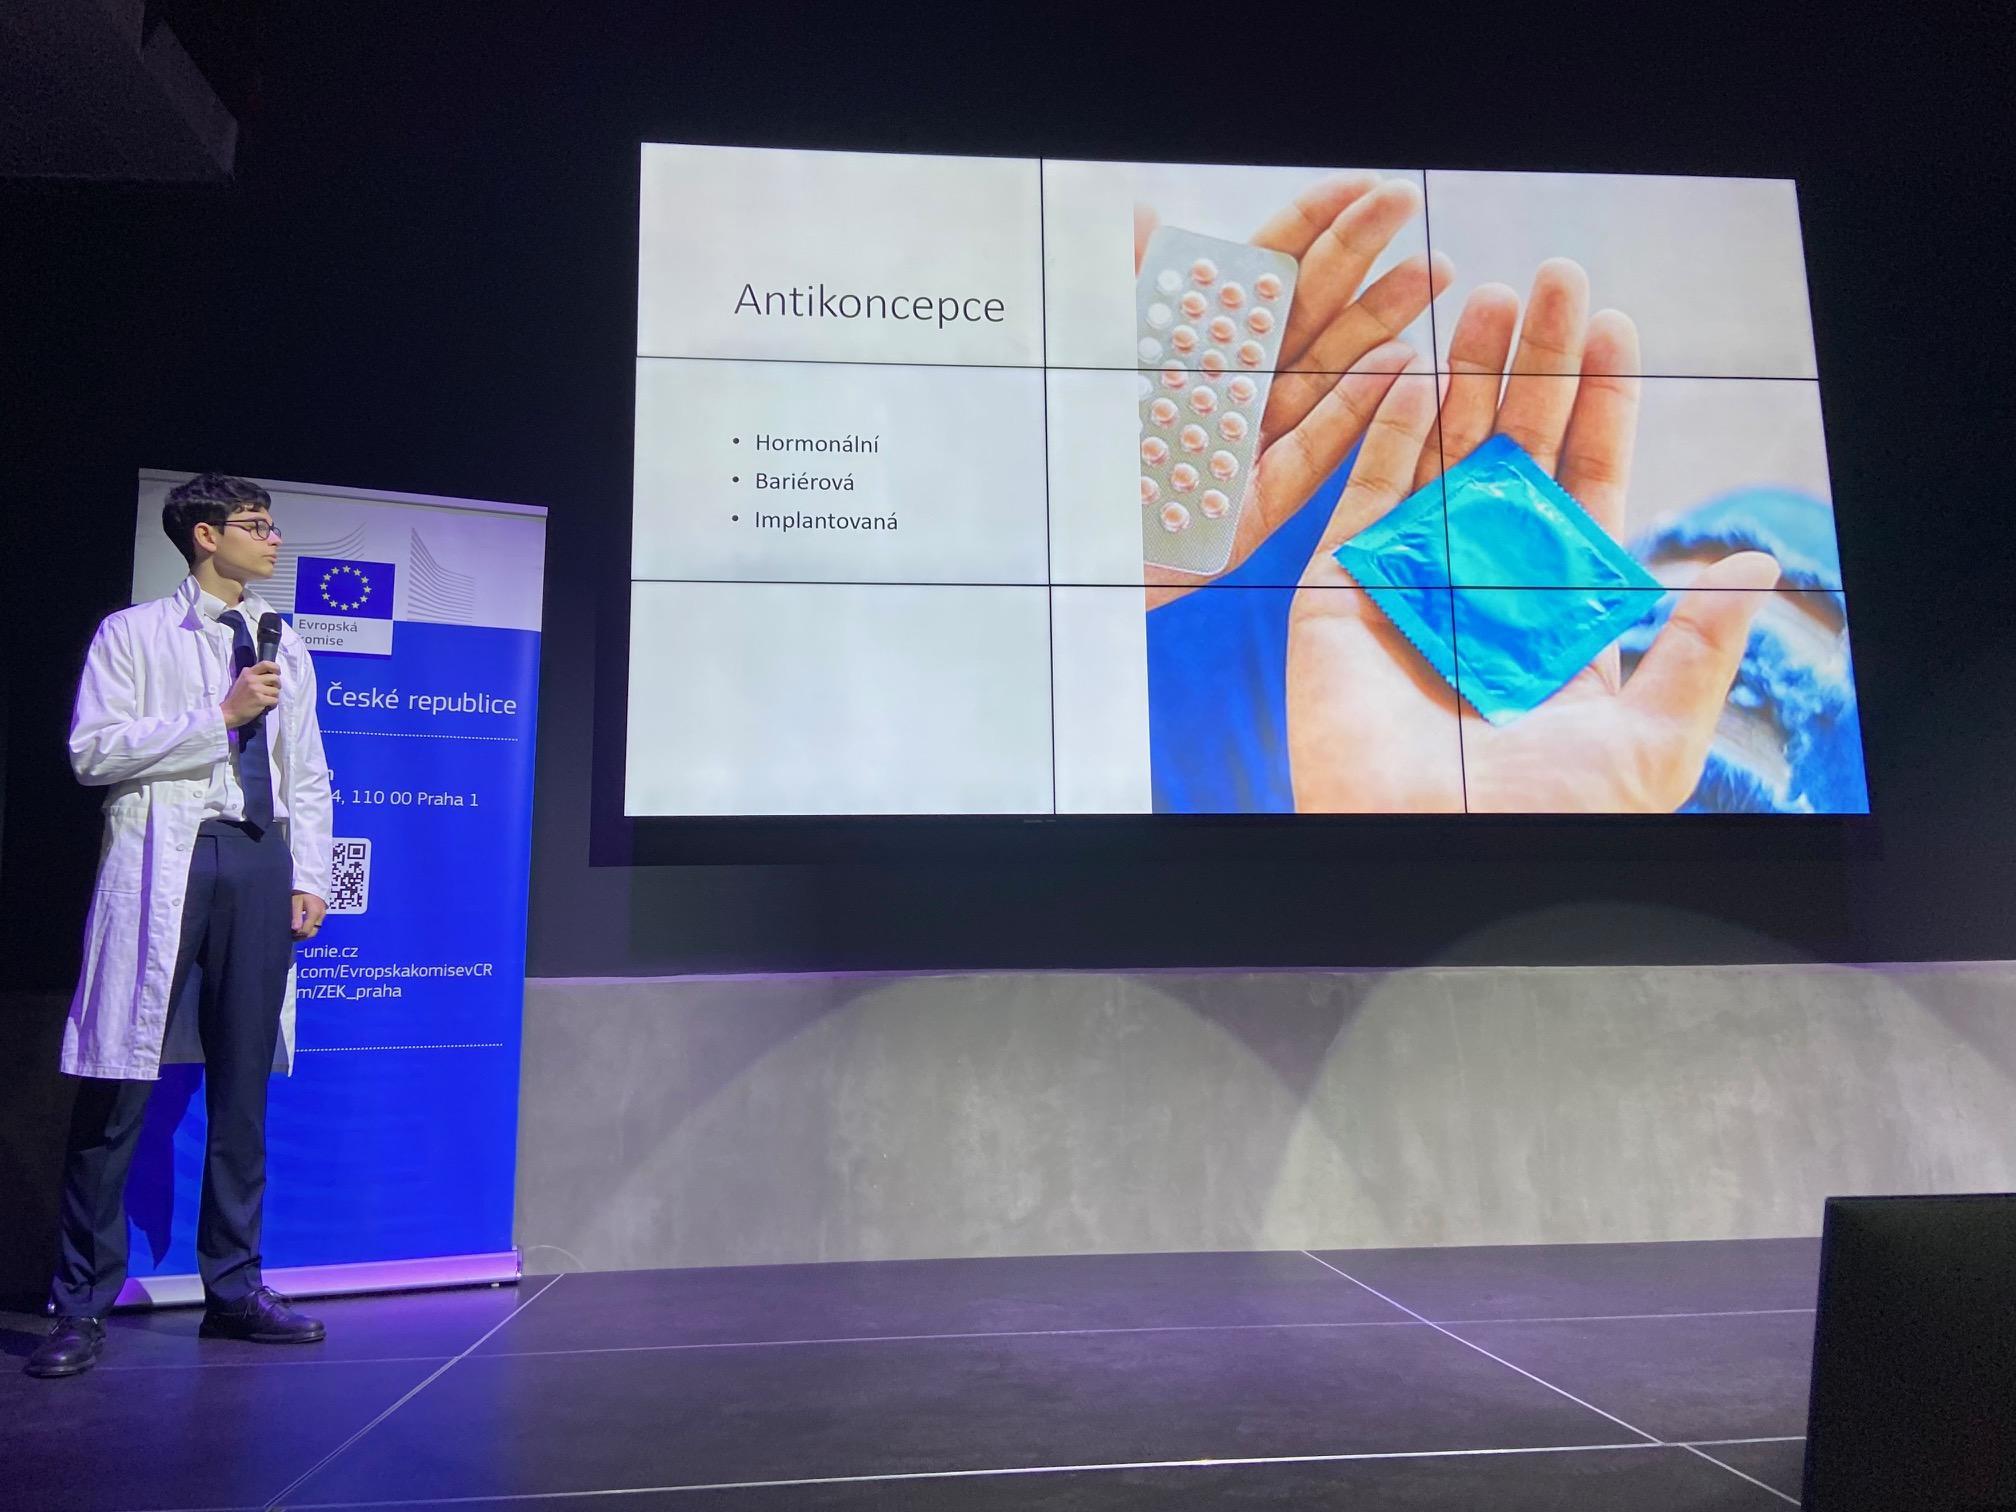 Antikoncepce
• Hormonální
• Bariérová
• Implantovaná
Evropská
komise
České republice
4, 110 00 Praha 1
-unie.cz
.com/EvropskakomisevCR
m/ZEK_praha